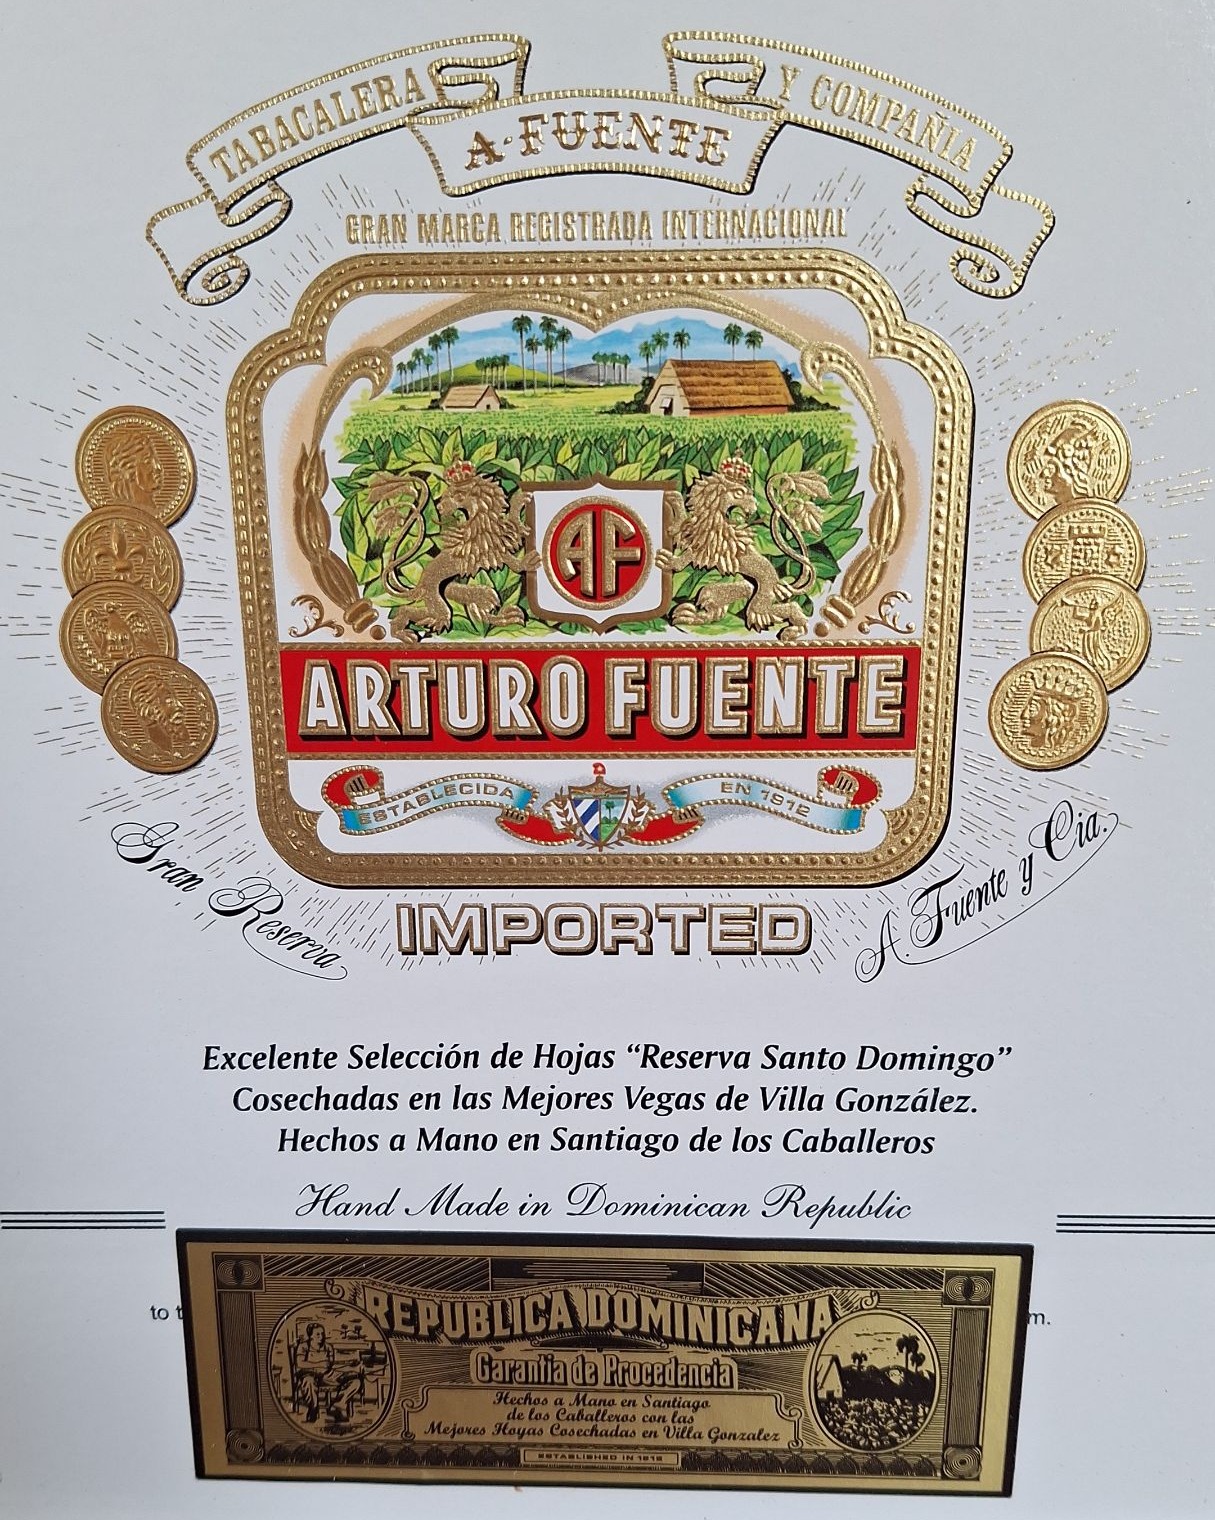 TABACALERA A·FUENTE Y COMPAÑIA
GRAN MARCA REGISTRADA INTERNACIONAL
AF
ARTURO FUENTE
ESTABLECIDA EN 1912
Gran Reserva
IMPORTED
A. Fuente y Cia.
Excelente Selección de Hojas “Reserva Santo Domingo”
Cosechadas en las Mejores Vegas de Villa González.
Hechos a Mano en Santiago de los Caballeros
Hand Made in Dominican Republic
to
REPUBLICA DOMINICANA
Garantia de Procedencia
Hechos a Mano en Santiago
de los Caballeros con las
Mejores Hoyas Cosechadas en Villa Gonzalez
ESTABLISHED IN 1912